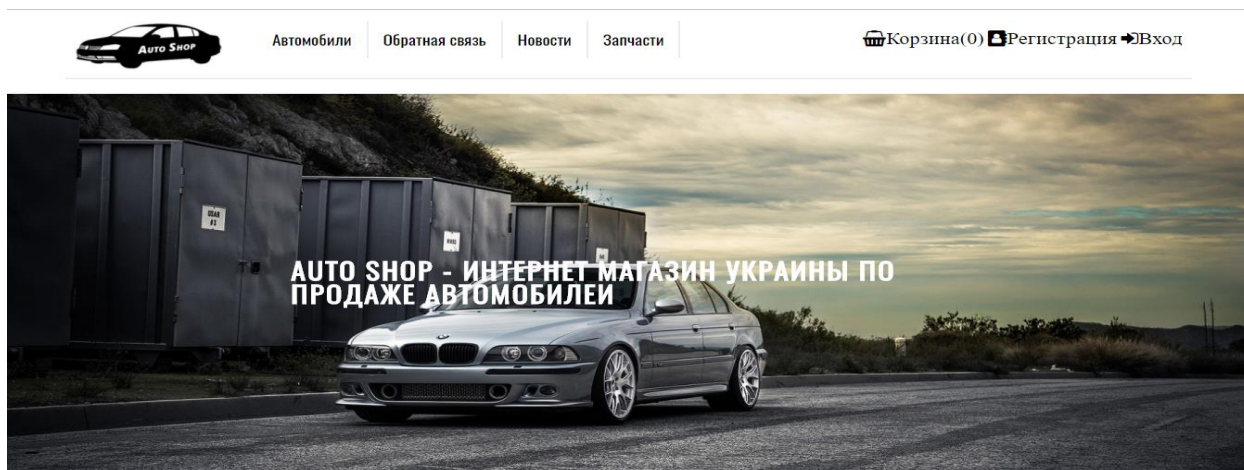 AUTO SHOP
Автомобили
Обратная связь
Новости
Запчасти
Корзина(0)
Регистрация
Вход
AUTO SHOP - ИНТЕРНЕТ МАГАЗИН УКРАИНЫ ПО
ПРОДАЖЕ АВТОМОБИЛЕЙ